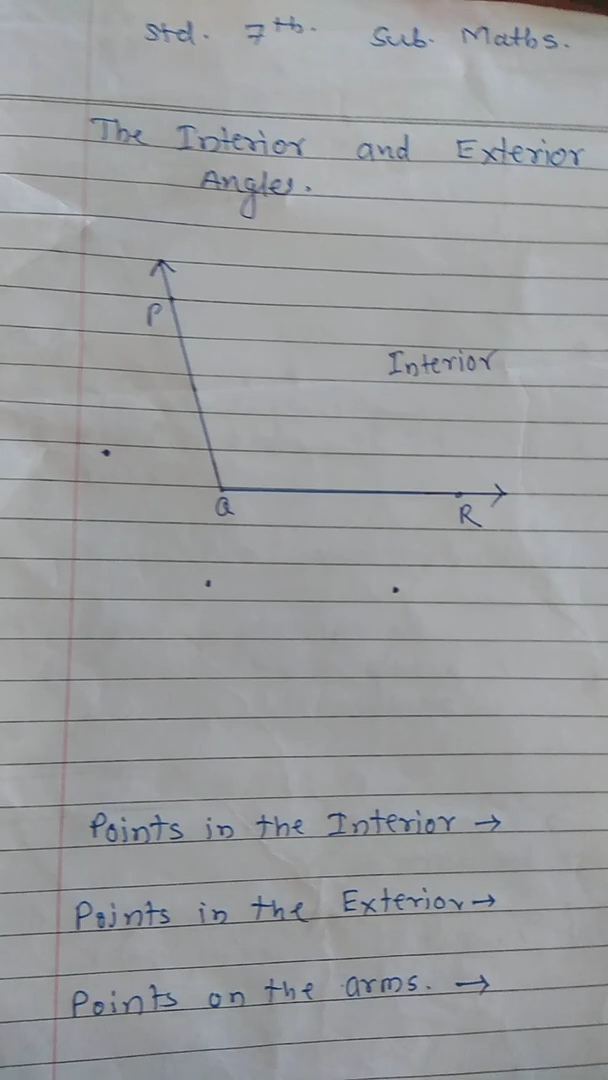 Std. 7th. Sub. Maths.
The Interior and Exterior
Angles.
P
Interior
Q
R
Points in the Interior →
Points in the Exterior →
Points on the arms. →